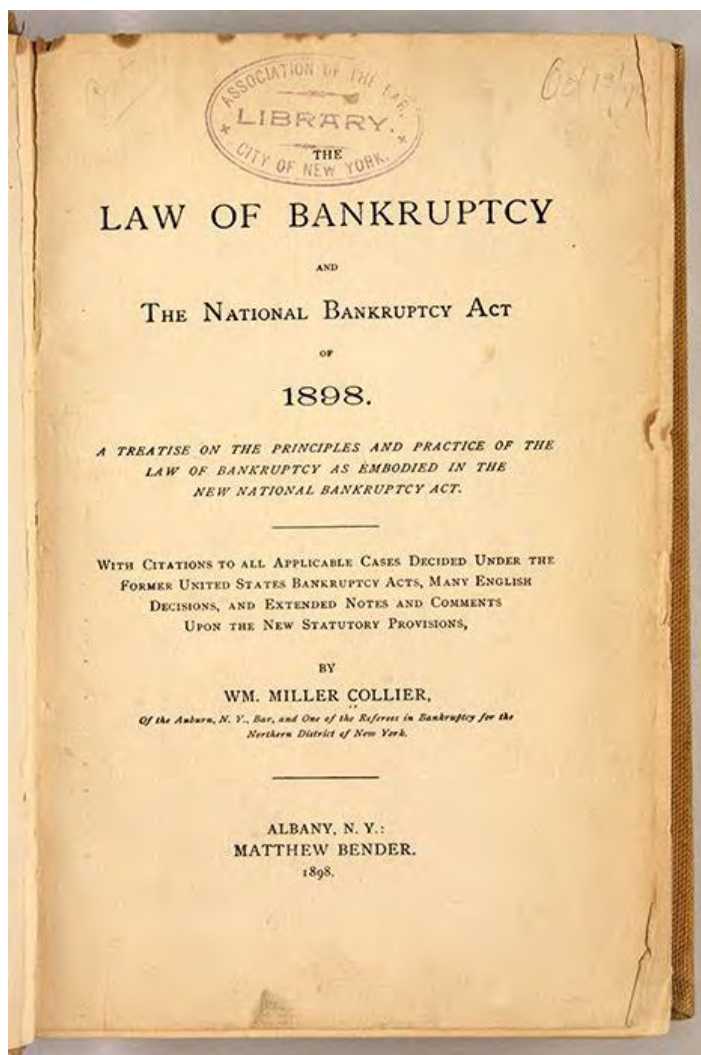 ASSOCIATION OF THE BAR,
LIBRARY.
CITY OF NEW YORK.
THE
LAW OF BANKRUPTCY
AND
THE NATIONAL BANKRUPTCY ACT
OF
1898.
A TREATISE ON THE PRINCIPLES AND PRACTICE OF THE
LAW OF BANKRUPTCY AS EMBODIED IN THE
NEW NATIONAL BANKRUPTCY ACT.
WITH CITATIONS TO ALL APPLICABLE CASES DECIDED UNDER THE
FORMER UNITED STATES BANKRUPTCY ACTS, MANY ENGLISH
DECISIONS, AND EXTENDED NOTES AND COMMENTS
UPON THE NEW STATUTORY PROVISIONS,
BY
WM. MILLER COLLIER,
Of the Auburn, N. Y., Bar, and One of the Referees in Bankruptcy for the
Northern District of New York.
ALBANY, N. Y.:
MATTHEW BENDER.
1898.